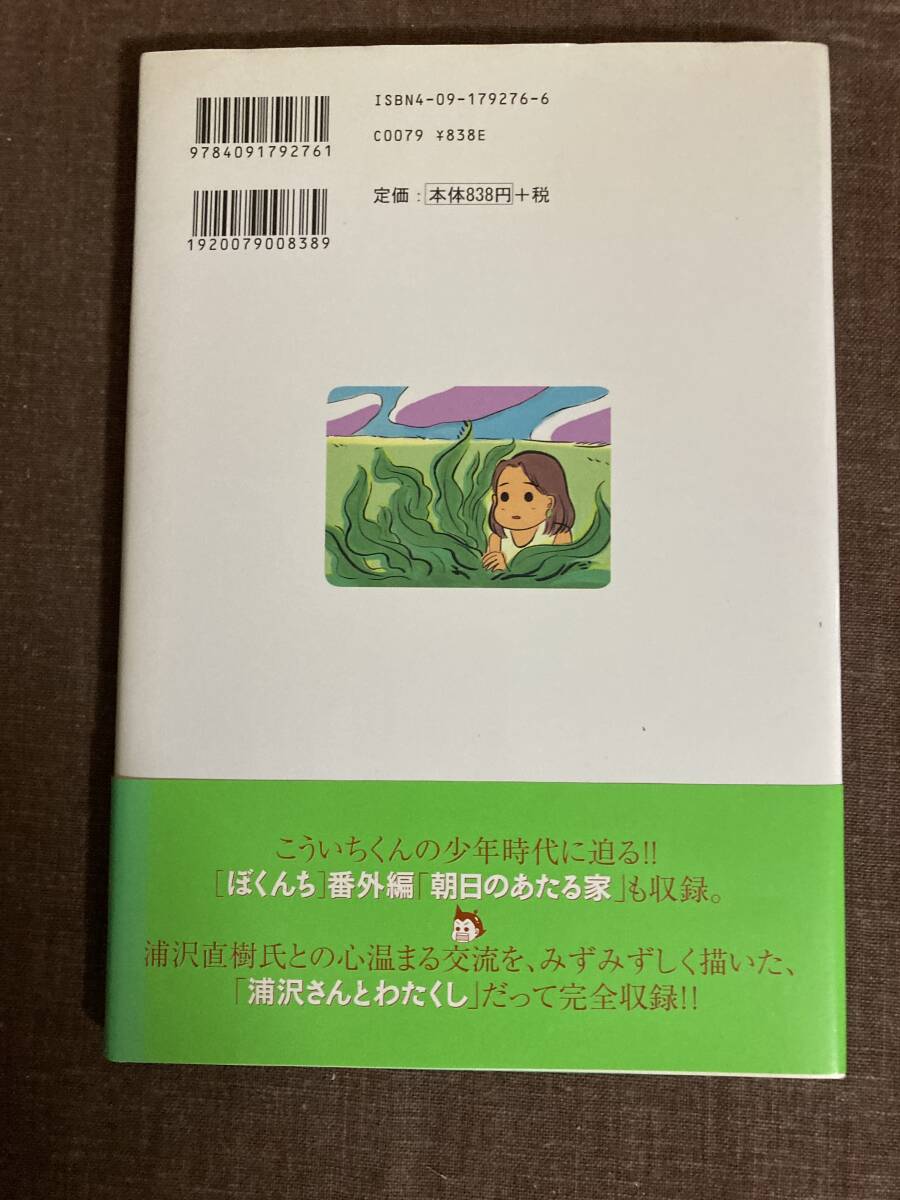 ISBN4-09-179276-6
C0079 ¥838E
9784091792761
定価：本体838円+税
1920079008389
こういちくんの少年時代に迫る!!
[ぼくんち]番外編「朝日のあたる家」も収録。
浦沢直樹氏との心温まる交流を、みずみずしく描いた、
「浦沢さんとわたくし」だって完全収録!!